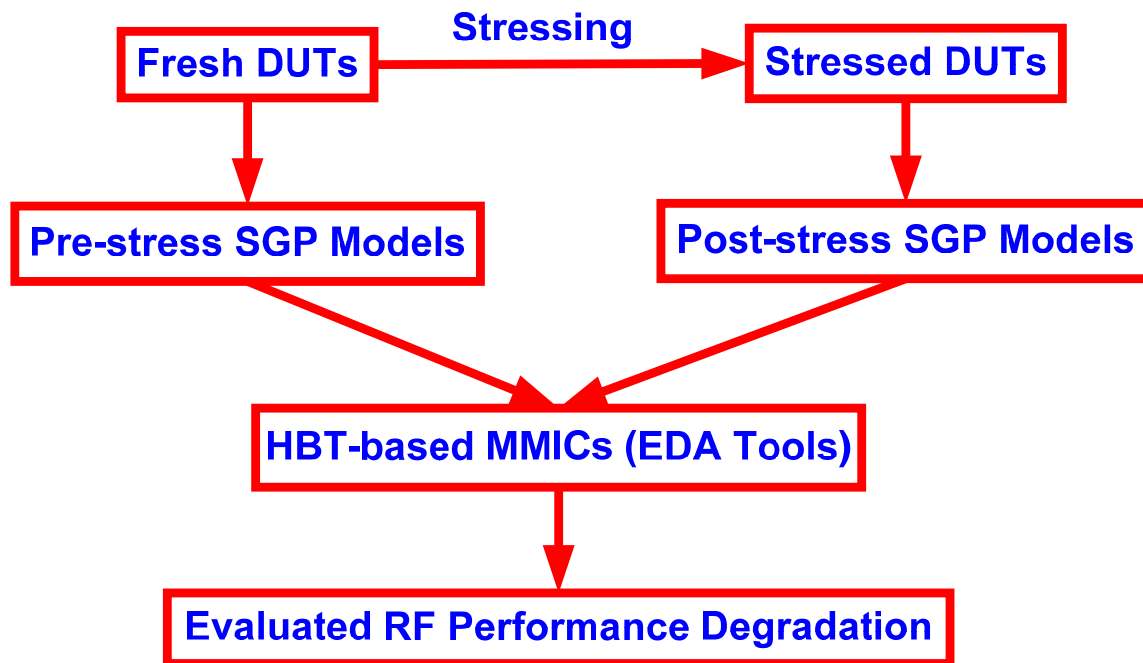 Stressing
Fresh DUTs
Stressed DUTs
Pre-stress SGP Models
Post-stress SGP Models
HBT-based MMICs (EDA Tools)
Evaluated RF Performance Degradation